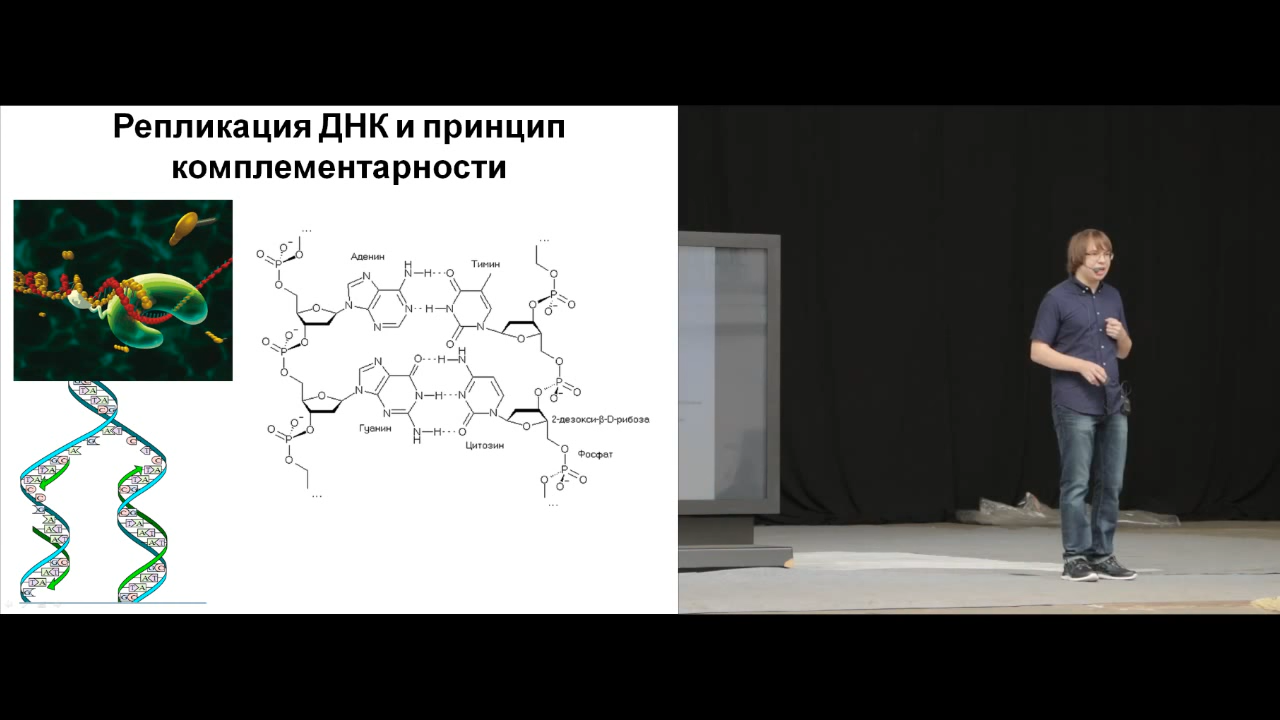 Репликация ДНК и принцип
комплементарности
Аденин
Тимин
Гуанин
Цитозин
2-дезокси-β-D-рибоза
Фосфат